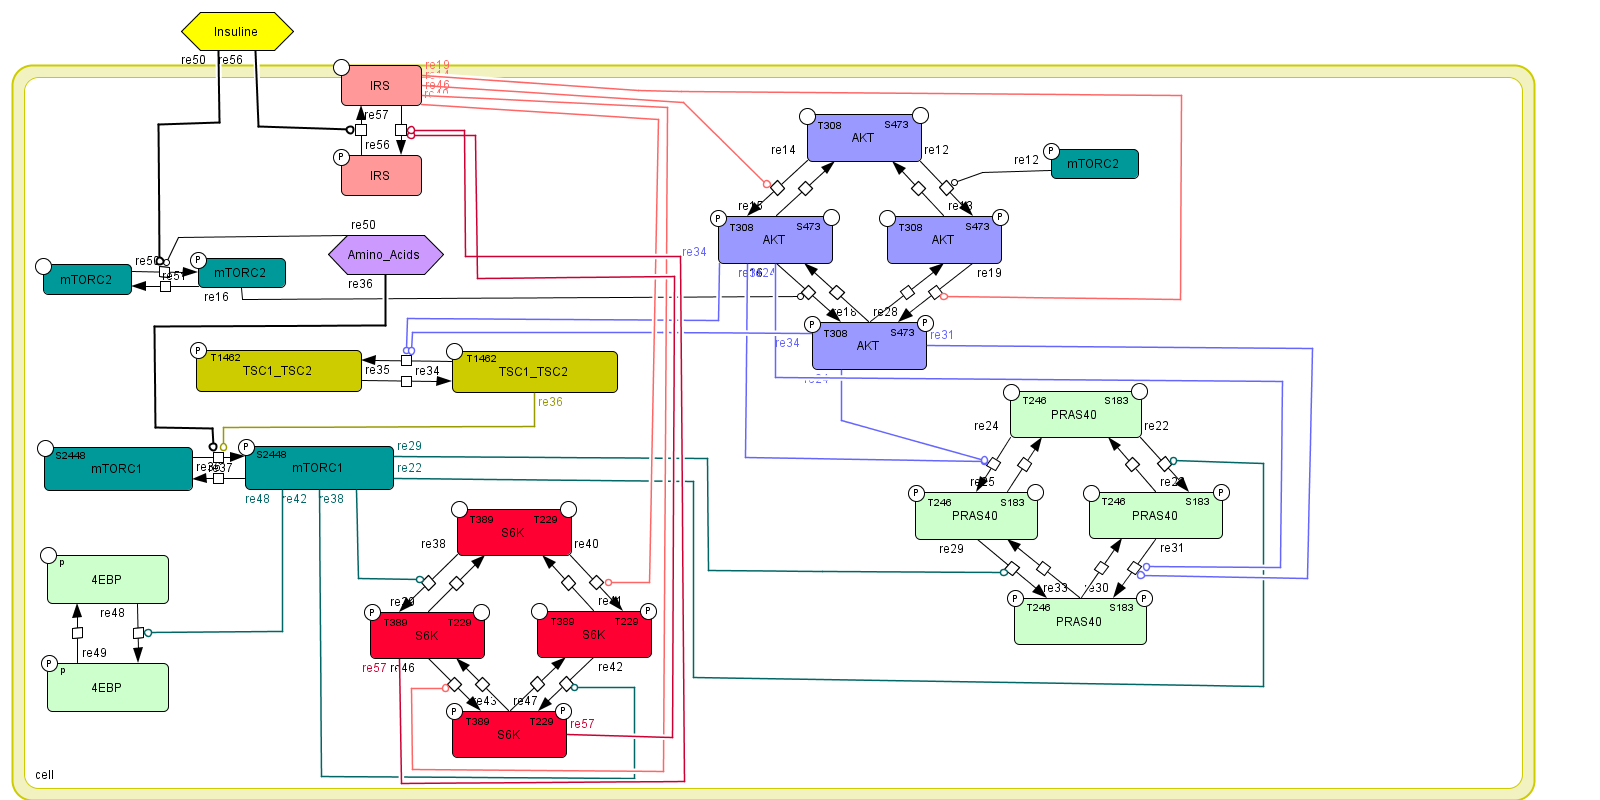 Insuline
re50
re56
IRS
re19
re46
re57
re56
P
IRS
T308
S473
AKT
re14
re12
re12
P
mTORC2
P
T308
S473
AKT
T308
S473
P
AKT
re34
re19
re50
Amino_Acids
re36
mTORC2
P
mTORC2
re16
re18
re28
P
T308
S473
P
AKT
re31
re34
P
T1462
TSC1_TSC2
re35
re34
T1462
TSC1_TSC2
re36
re24
T246
S183
PRAS40
re24
re22
S2448
mTORC1
re37
P
S2448
mTORC1
re29
re22
re48
re42
re38
re25
P
T246
S183
PRAS40
T246
S183
P
PRAS40
re29
re31
re33
re30
P
T246
S183
P
PRAS40
T389
T229
S6K
re38
re40
P
T389
T229
S6K
T389
T229
P
S6K
re57
re46
re42
re43
re47
P
T389
T229
P
S6K
re57
p
4EBP
re48
re49
P
p
4EBP
cell